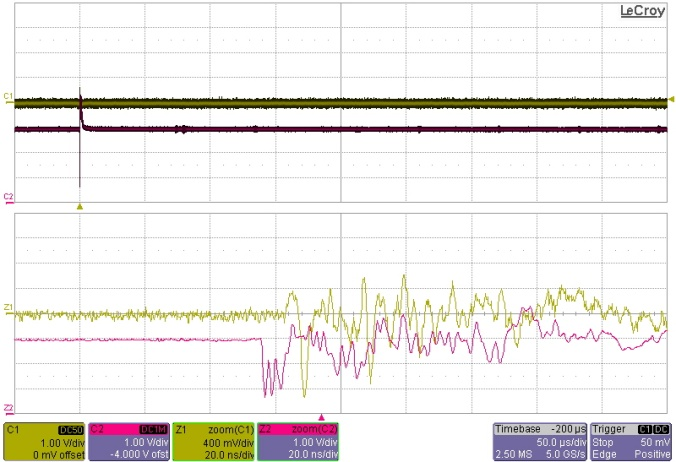 LeCroy
C1
C2
Z1
Z2
C1 DC50
1.00 V/div
0 mV offset
C2 DC1M
1.00 V/div
-4.000 V ofst
Z1 zoom(C1)
400 mV/div
20.0 ns/div
Z2 zoom(C2)
1.00 V/div
20.0 ns/div
Timebase -200 µs
50.0 µs/div
2.50 MS 5.0 GS/s
Trigger C1 DC
Stop 50 mV
Edge Positive